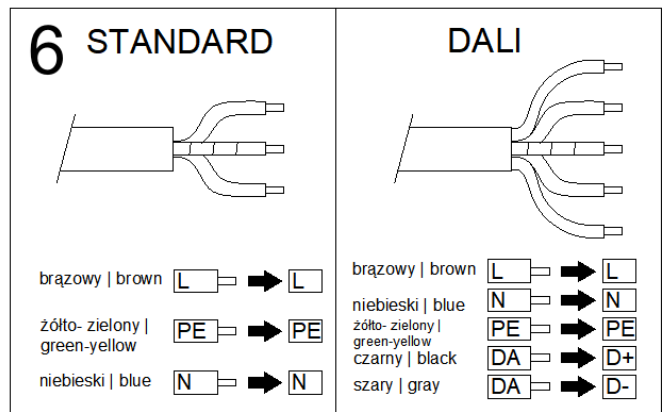 6 STANDARD
brązowy | brown L L
żółto- zielony |
green-yellow PE PE
niebieski | blue N N
DALI
brązowy | brown L L
niebieski | blue N N
żółto- zielony |
green-yellow PE PE
czarny | black DA D+
szary | gray DA D-